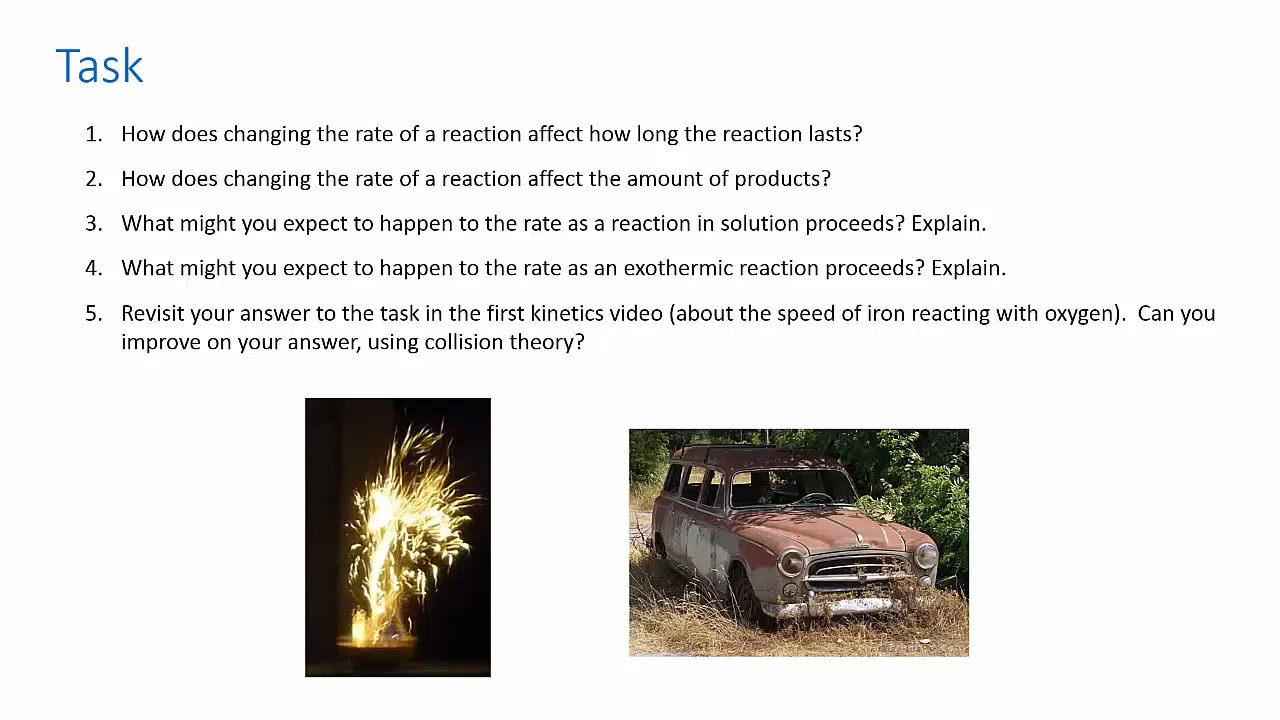 Task
1. How does changing the rate of a reaction affect how long the reaction lasts?
2. How does changing the rate of a reaction affect the amount of products?
3. What might you expect to happen to the rate as a reaction in solution proceeds? Explain.
4. What might you expect to happen to the rate as an exothermic reaction proceeds? Explain.
5. Revisit your answer to the task in the first kinetics video (about the speed of iron reacting with oxygen).  Can you
improve on your answer, using collision theory?